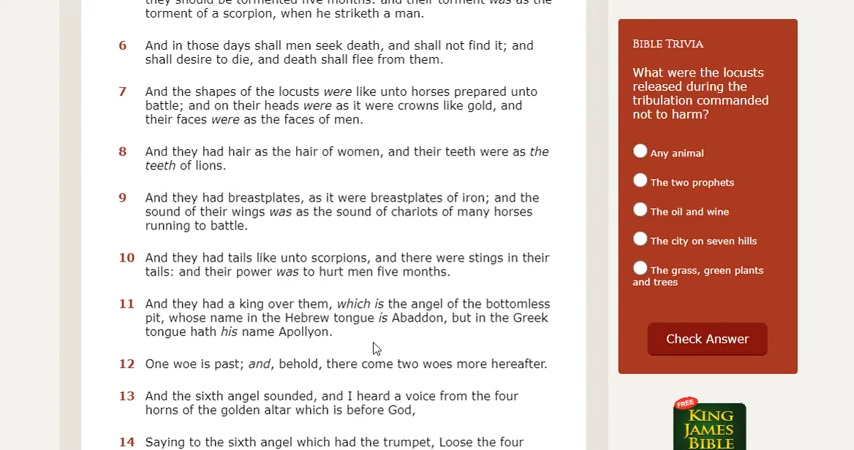 they should be tormented five months: and their torment was as the
torment of a scorpion, when he striketh a man.
6 And in those days shall men seek death, and shall not find it; and
shall desire to die, and death shall flee from them.
7 And the shapes of the locusts were like unto horses prepared unto
battle; and on their heads were as it were crowns like gold, and
their faces were as the faces of men.
8 And they had hair as the hair of women, and their teeth were as the
teeth of lions.
9 And they had breastplates, as it were breastplates of iron; and the
sound of their wings was as the sound of chariots of many horses
running to battle.
10 And they had tails like unto scorpions, and there were stings in their
tails: and their power was to hurt men five months.
11 And they had a king over them, which is the angel of the bottomless
pit, whose name in the Hebrew tongue is Abaddon, but in the Greek
tongue hath his name Apollyon.
12 One woe is past; and, behold, there come two woes more hereafter.
13 And the sixth angel sounded, and I heard a voice from the four
horns of the golden altar which is before God,
14 Saying to the sixth angel which had the trumpet, Loose the four
BIBLE TRIVIA
What were the locusts
released during the
tribulation commanded
not to harm?
Any animal
The two prophets
The oil and wine
The city on seven hills
The grass, green plants
and trees
Check Answer
FREE
KING
JAMES
BIBLE